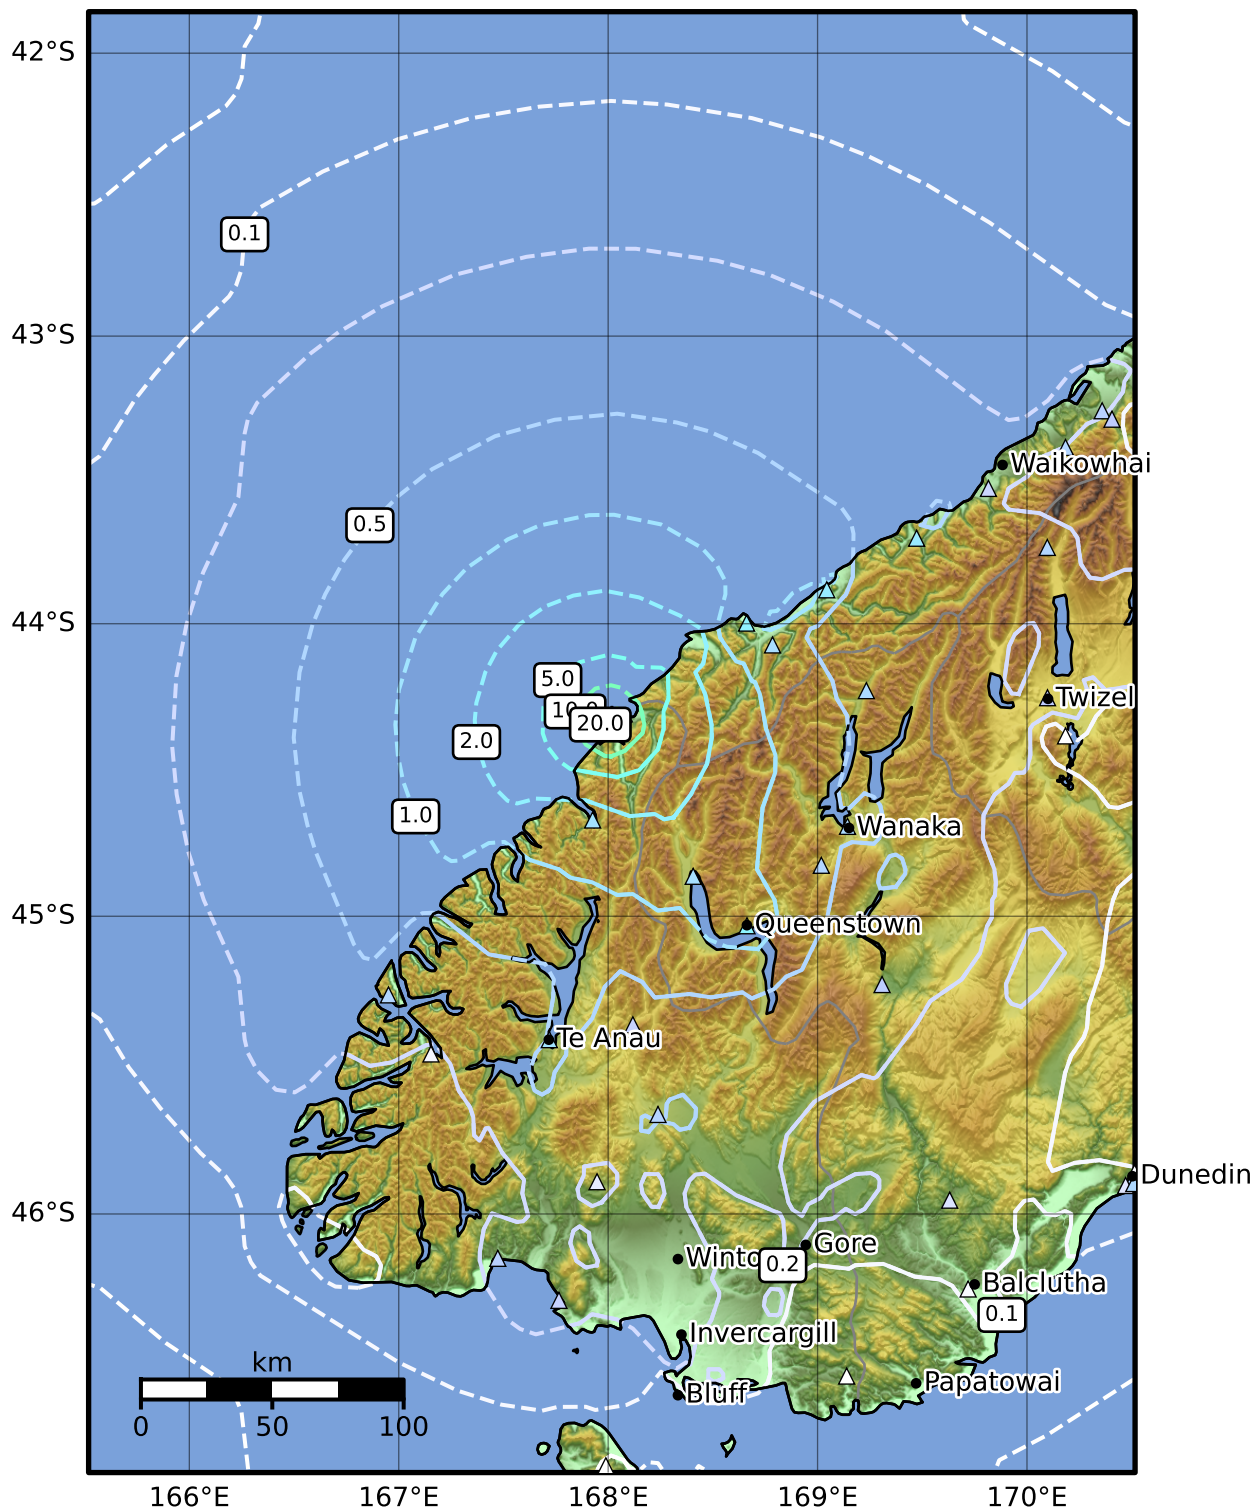 42°S
0.1
43°S
Waikowhai
0.5
44°S
5.0
Twizel
20.0
2.0
1.0
Wanaka
45°S
Queenstown
Te Anau
Dunedin
46°S
Gore
0.2
Balclutha
0.1
Invercargill
km
Papatowai
Bluff
0 50 100
166°E 167°E 168°E 169°E 170°E